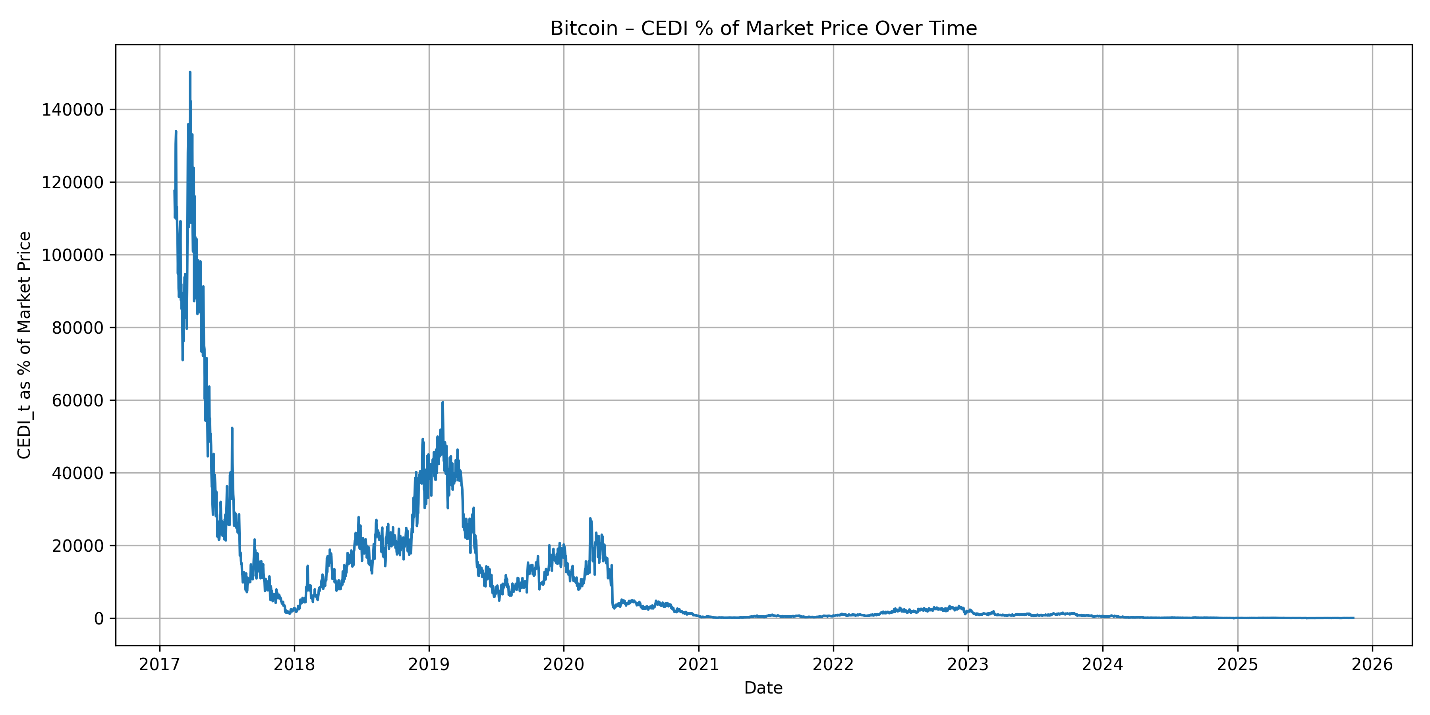 Bitcoin – CEDI % of Market Price Over Time
CEDI_t as % of Market Price
140000
120000
100000
80000
60000
40000
20000
0
2017 2018 2019 2020 2021 2022 2023 2024 2025 2026
Date